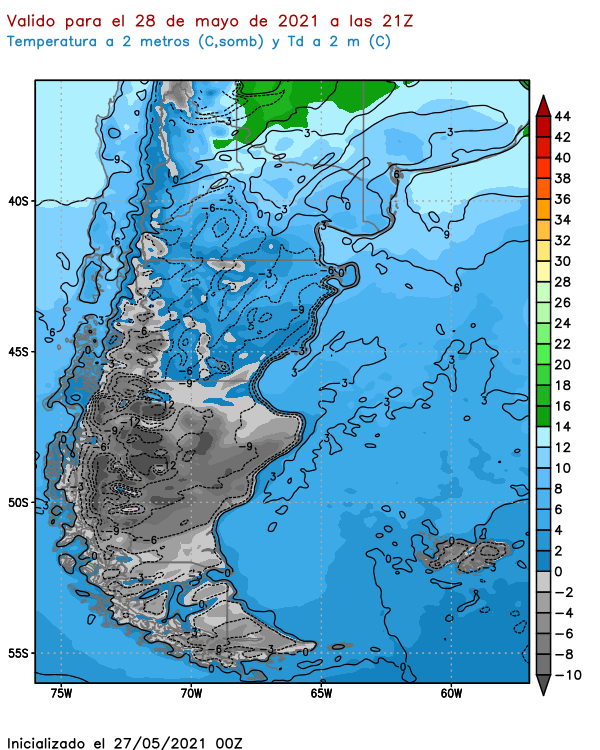 Valido para el 28 de mayo de 2021 a las 21Z
Temperatura a 2 metros (C,somb) y Td a 2 m (C)
44
42
40
38
36
34
32
30
28
26
24
22
20
18
16
14
12
10
8
6
4
2
0
−2
−4
−6
−8
−10
40S
45S
50S
55S
75W
70W
65W
60W
Inicializado el 27/05/2021 00Z